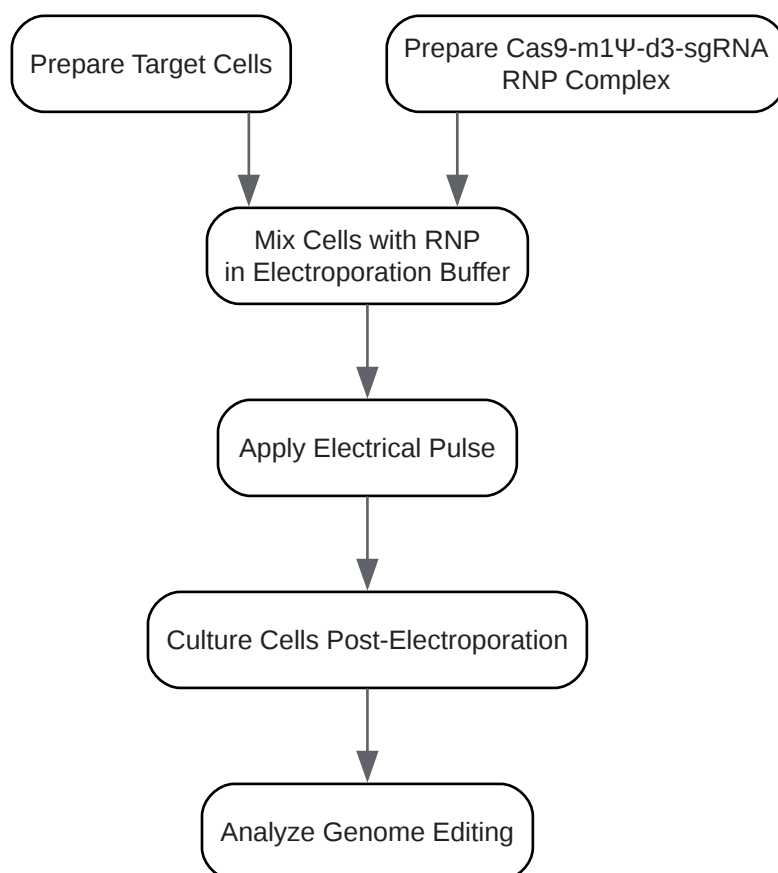 Prepare Target Cells
Prepare Cas9-m1Ψ-d3-sgRNA
RNP Complex
Mix Cells with RNP
in Electroporation Buffer
Apply Electrical Pulse
Culture Cells Post-Electroporation
Analyze Genome Editing